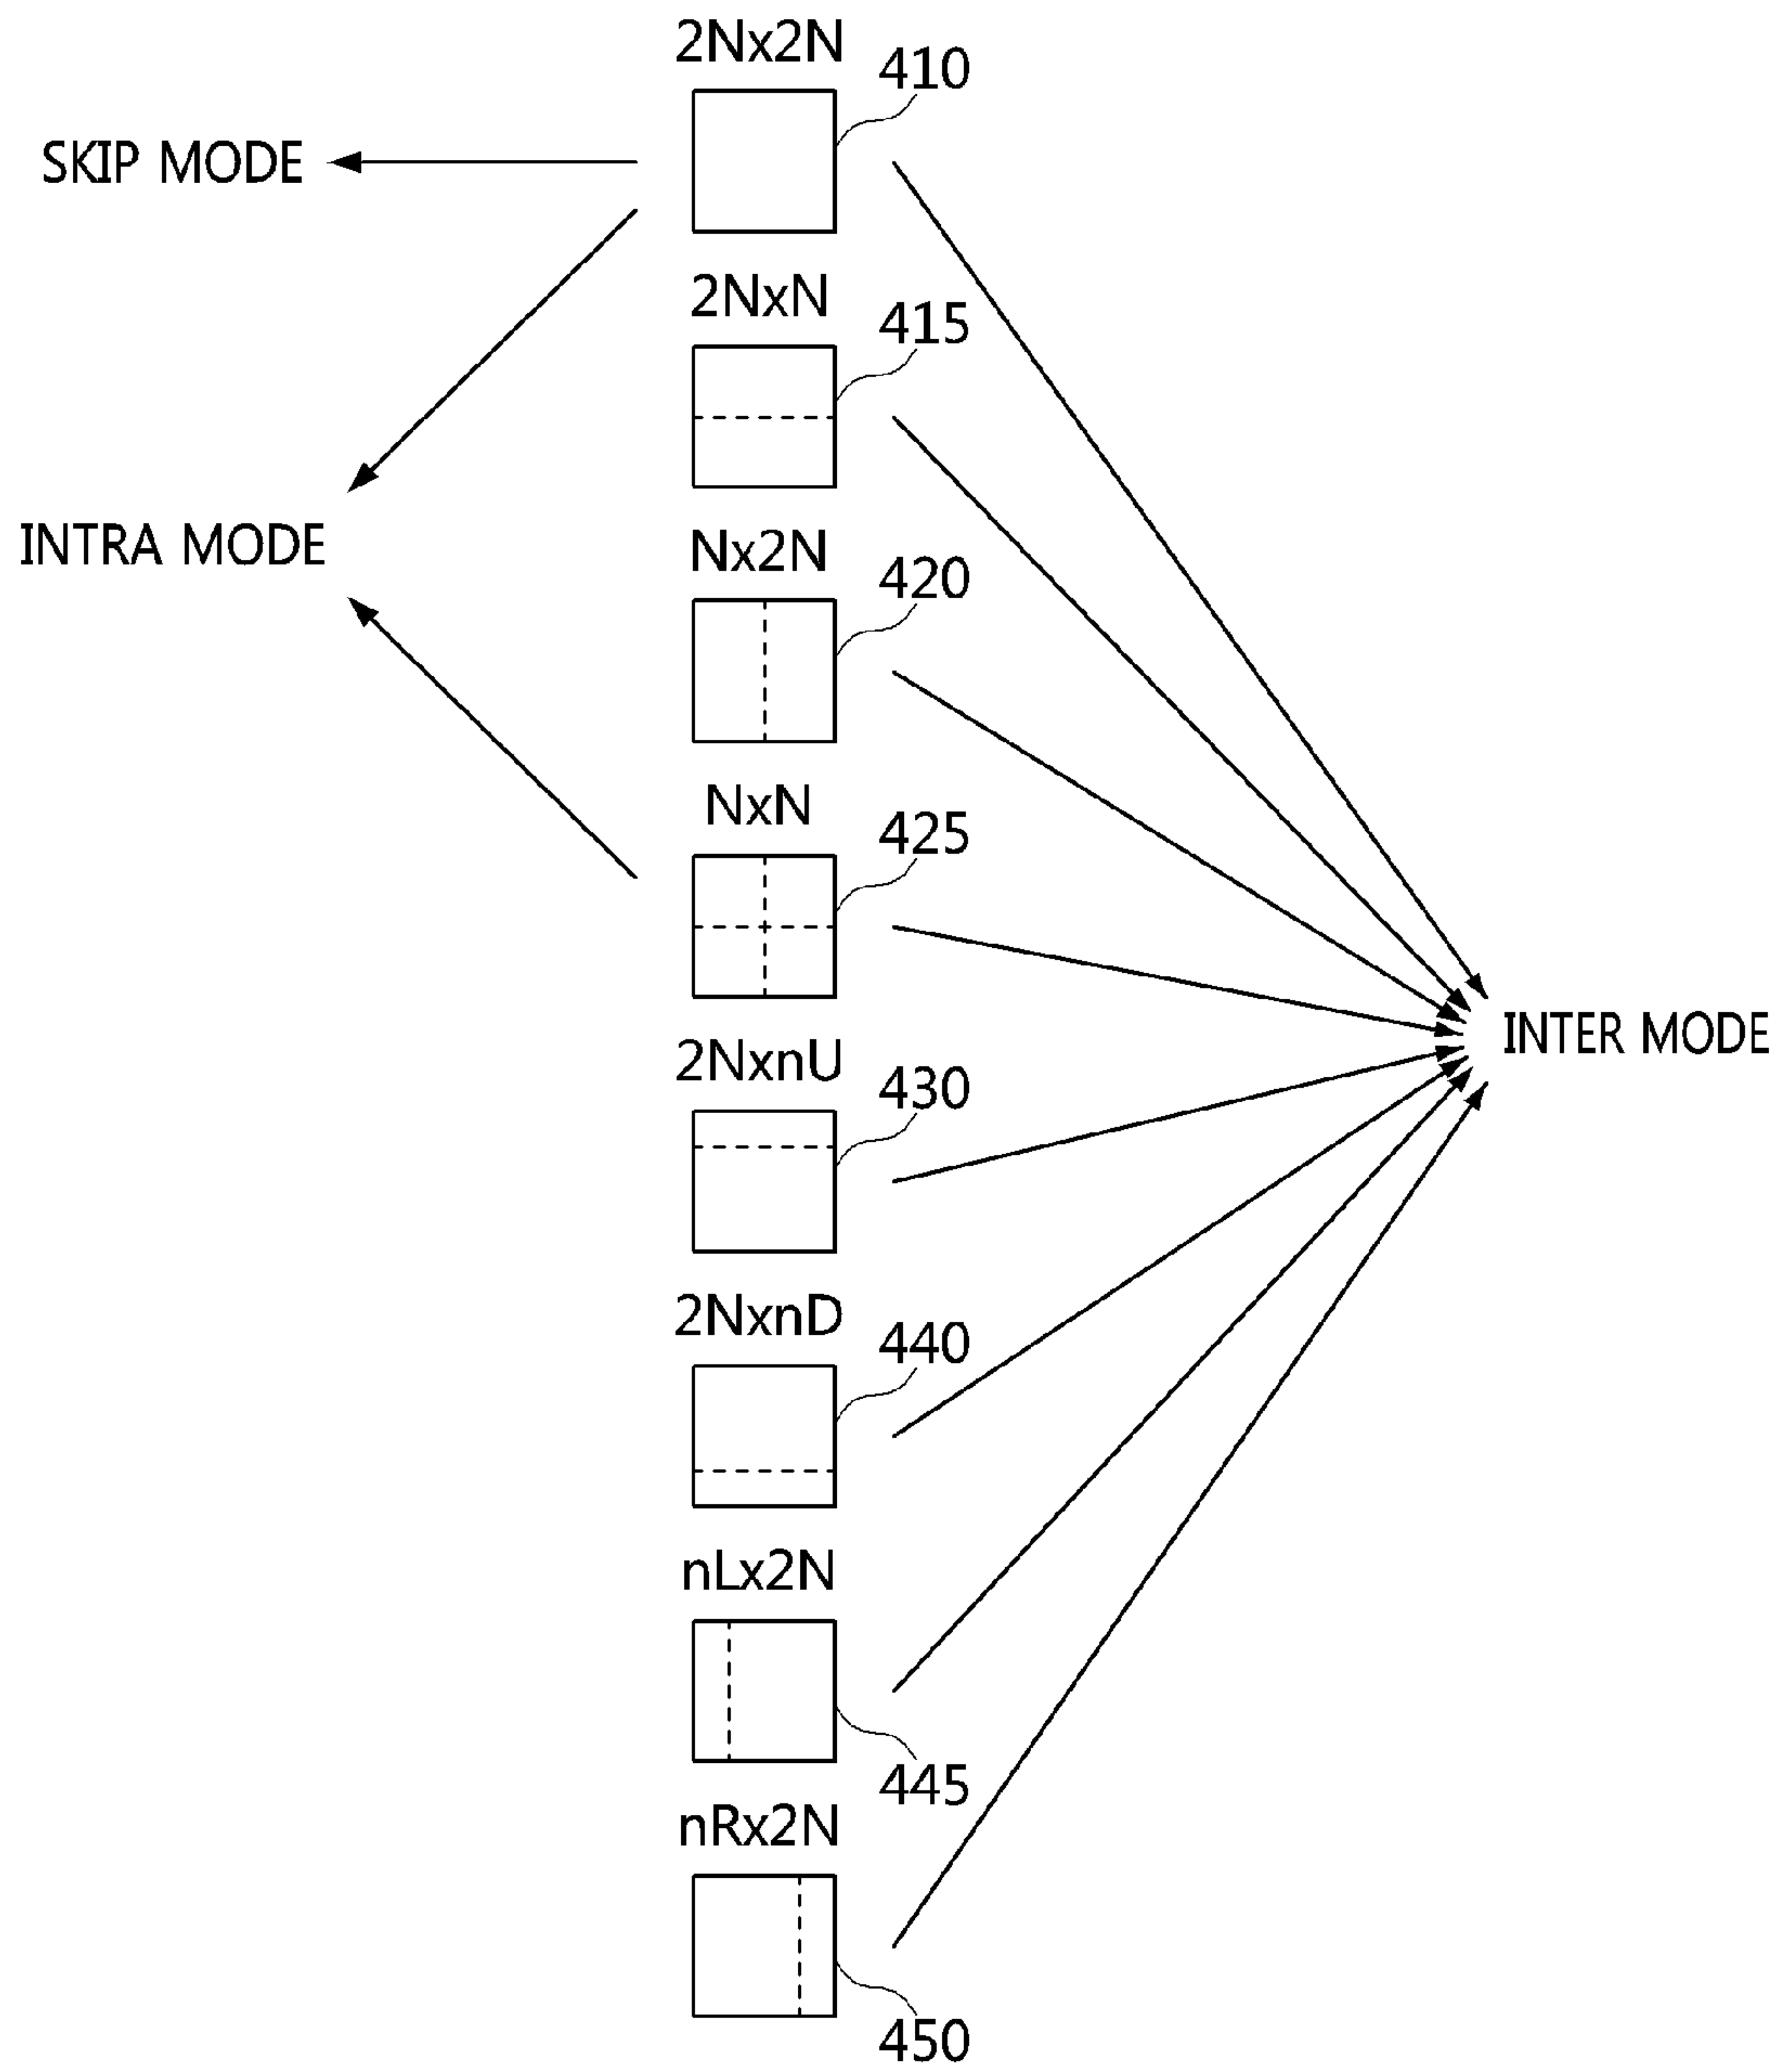 2Nx2N
410
SKIP MODE
2NxN
415
INTRA MODE
Nx2N
420
NxN
425
INTER MODE
2NxnU
430
2NxnD
440
nLx2N
445
nRx2N
450